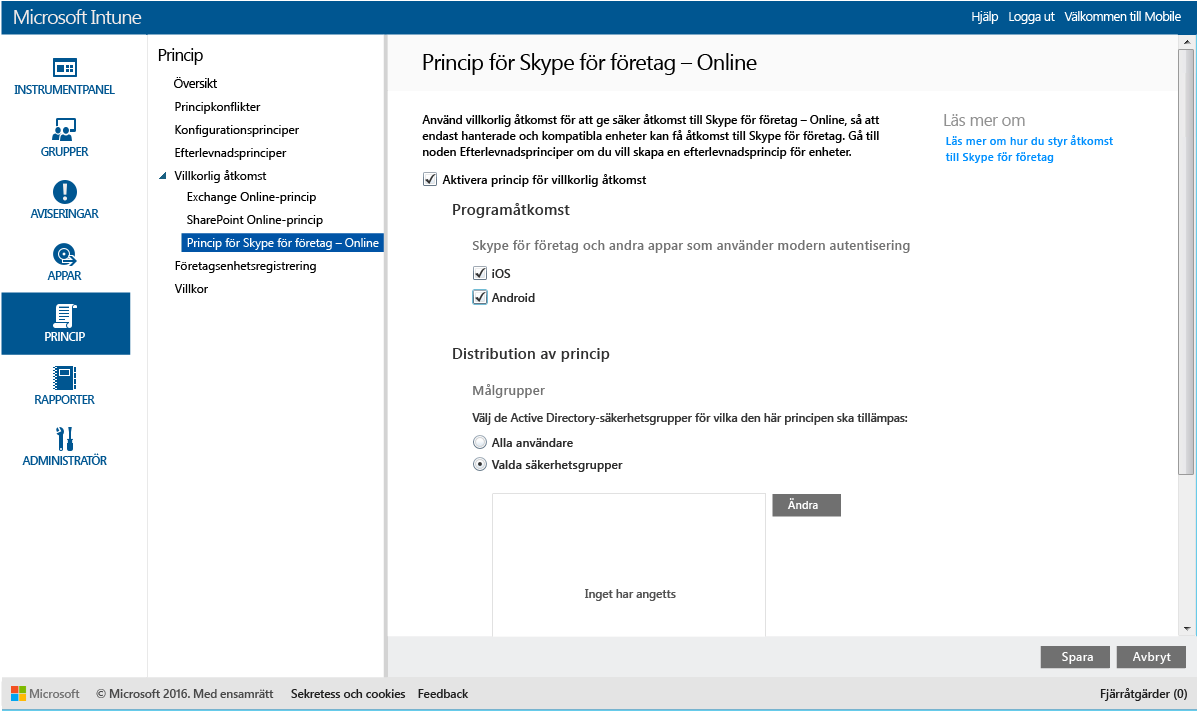 Microsoft Intune
Hjälp Logga ut Välkommen till Mobile
INSTRUMENTPANEL
GRUPPER
AVISERINGAR
APPAR
PRINCIP
RAPPORTER
ADMINISTRATÖR
Princip
Översikt
Principkonflikter
Konfigurationsprinciper
Efterlevnadsprinciper
Villkorlig åtkomst
Exchange Online-princip
SharePoint Online-princip
Princip för Skype för företag – Online
Företagsenhetsregistrering
Villkor
Princip för Skype för företag – Online
Använd villkorlig åtkomst för att ge säker åtkomst till Skype för företag – Online, så att
endast hanterade och kompatibla enheter kan få åtkomst till Skype för företag. Gå till
noden Efterlevnadsprinciper om du vill skapa en efterlevnadsprincip för enheter.
Läs mer om
Läs mer om hur du styr åtkomst
till Skype för företag
Aktivera princip för villkorlig åtkomst
Programåtkomst
Skype för företag och andra appar som använder modern autentisering
iOS
Android
Distribution av princip
Målgrupper
Välj de Active Directory-säkerhetsgrupper för vilka den här principen ska tillämpas:
Alla användare
Valda säkerhetsgrupper
Ändra
Inget har angetts
Spara Avbryt
Microsoft © Microsoft 2016. Med ensamrätt Sekretess och cookies Feedback Fjärråtgärder (0)